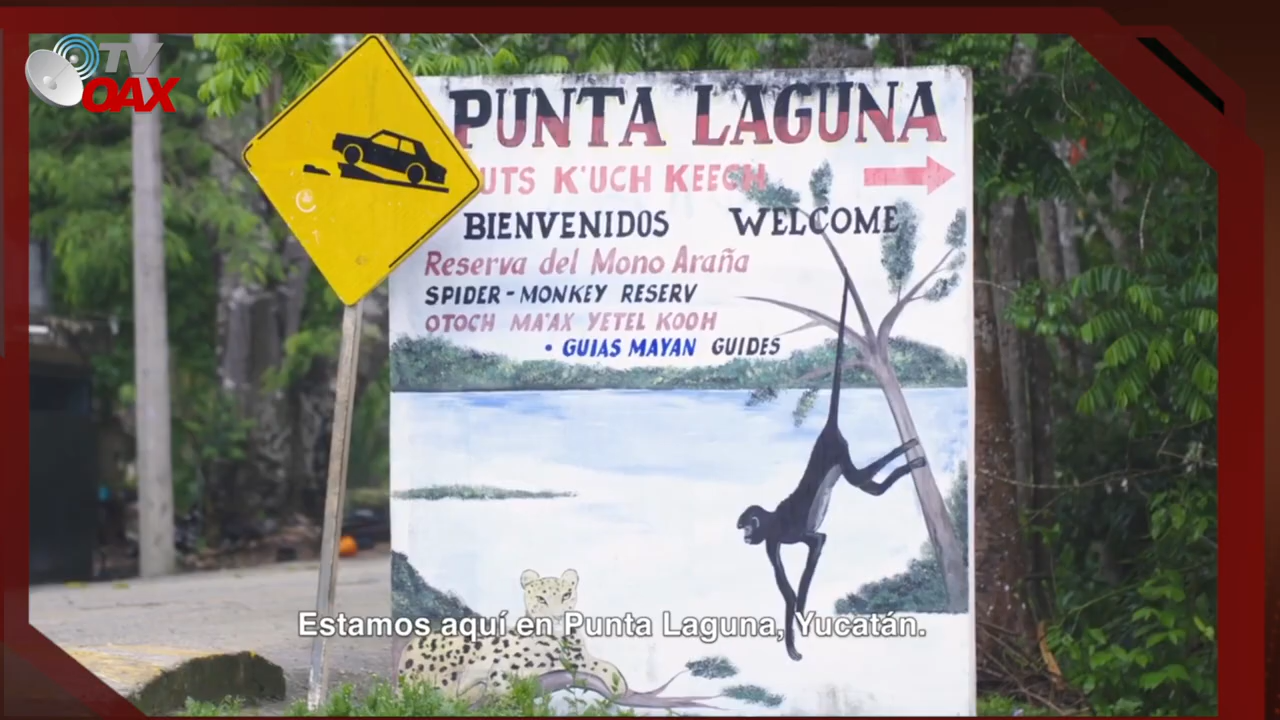 TV
OAX
PUNTA LAGUNA
UTS K'UCH KEECH
BIENVENIDOS WELCOME
Reserva del Mono Araña
SPIDER-MONKEY RESERV
OTOCH MA'AX YETEL KOOH
• GUIAS MAYAN GUIDES
Estamos aquí en Punta Laguna, Yucatán.